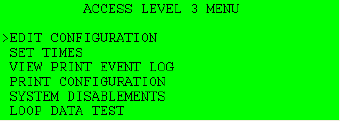 ACCESS LEVEL 3 MENU
>EDIT CONFIGURATION
SET TIMES
VIEW PRINT EVENT LOG
PRINT CONFIGURATION
SYSTEM DISABLEMENTS
LOOP DATA TEST